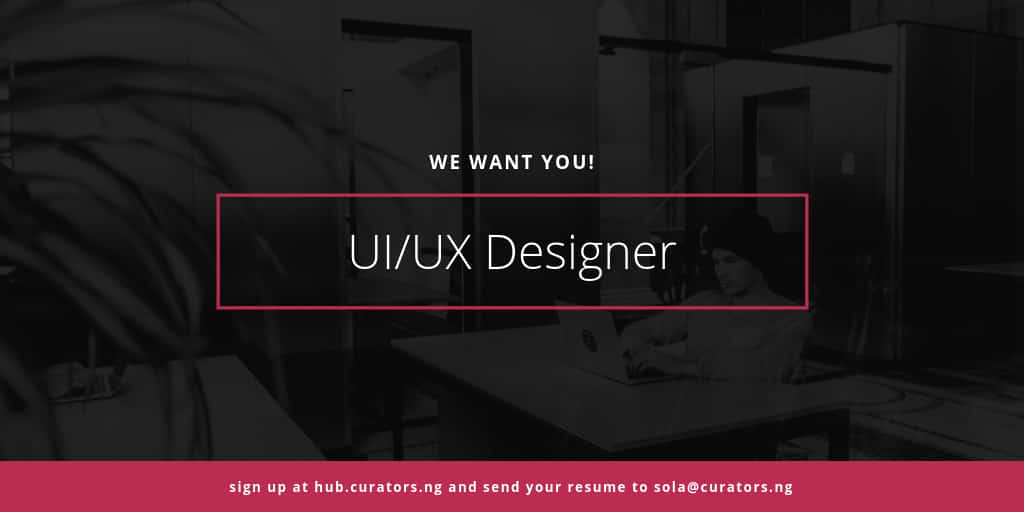 WE WANT YOU!
UI/UX Designer
sign up at hub.curators.ng and send your resume to sola@curators.ng